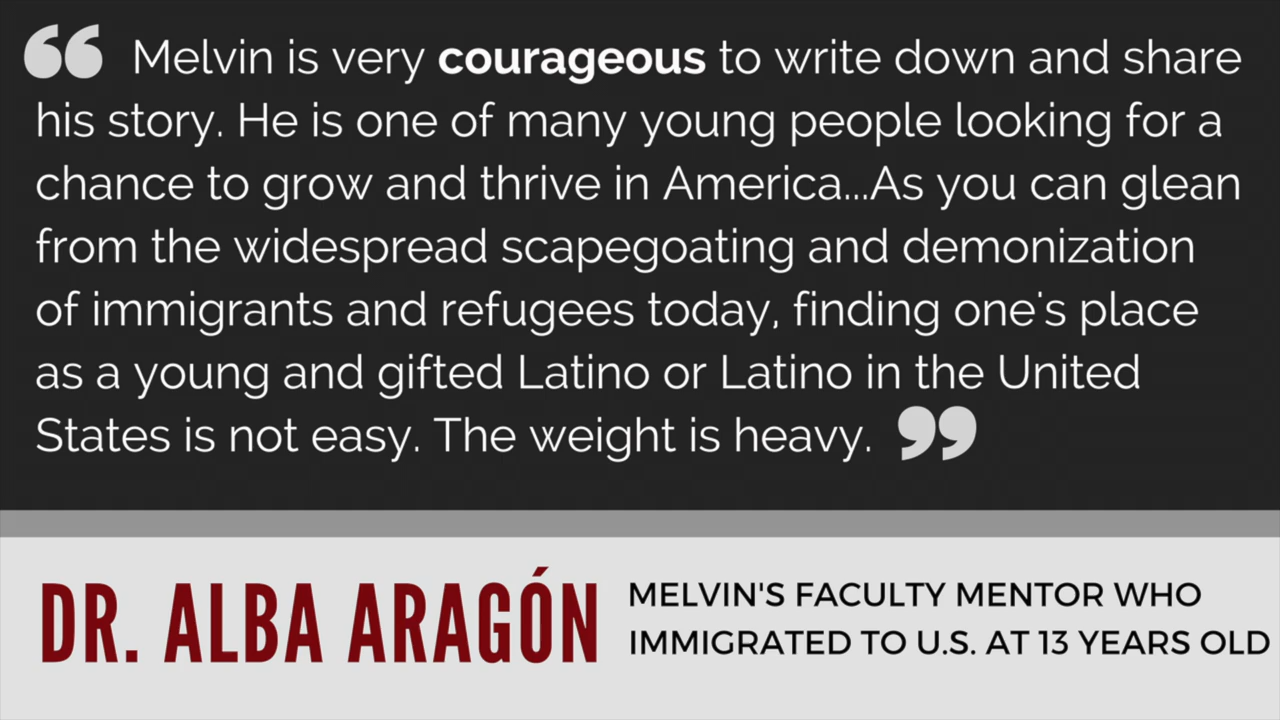 “ Melvin is very courageous to write down and share
his story. He is one of many young people looking for a
chance to grow and thrive in America...As you can glean
from the widespread scapegoating and demonization
of immigrants and refugees today, finding one's place
as a young and gifted Latino or Latino in the United
States is not easy. The weight is heavy. ”
DR. ALBA ARAGÓN
MELVIN'S FACULTY MENTOR WHO
IMMIGRATED TO U.S. AT 13 YEARS OLD